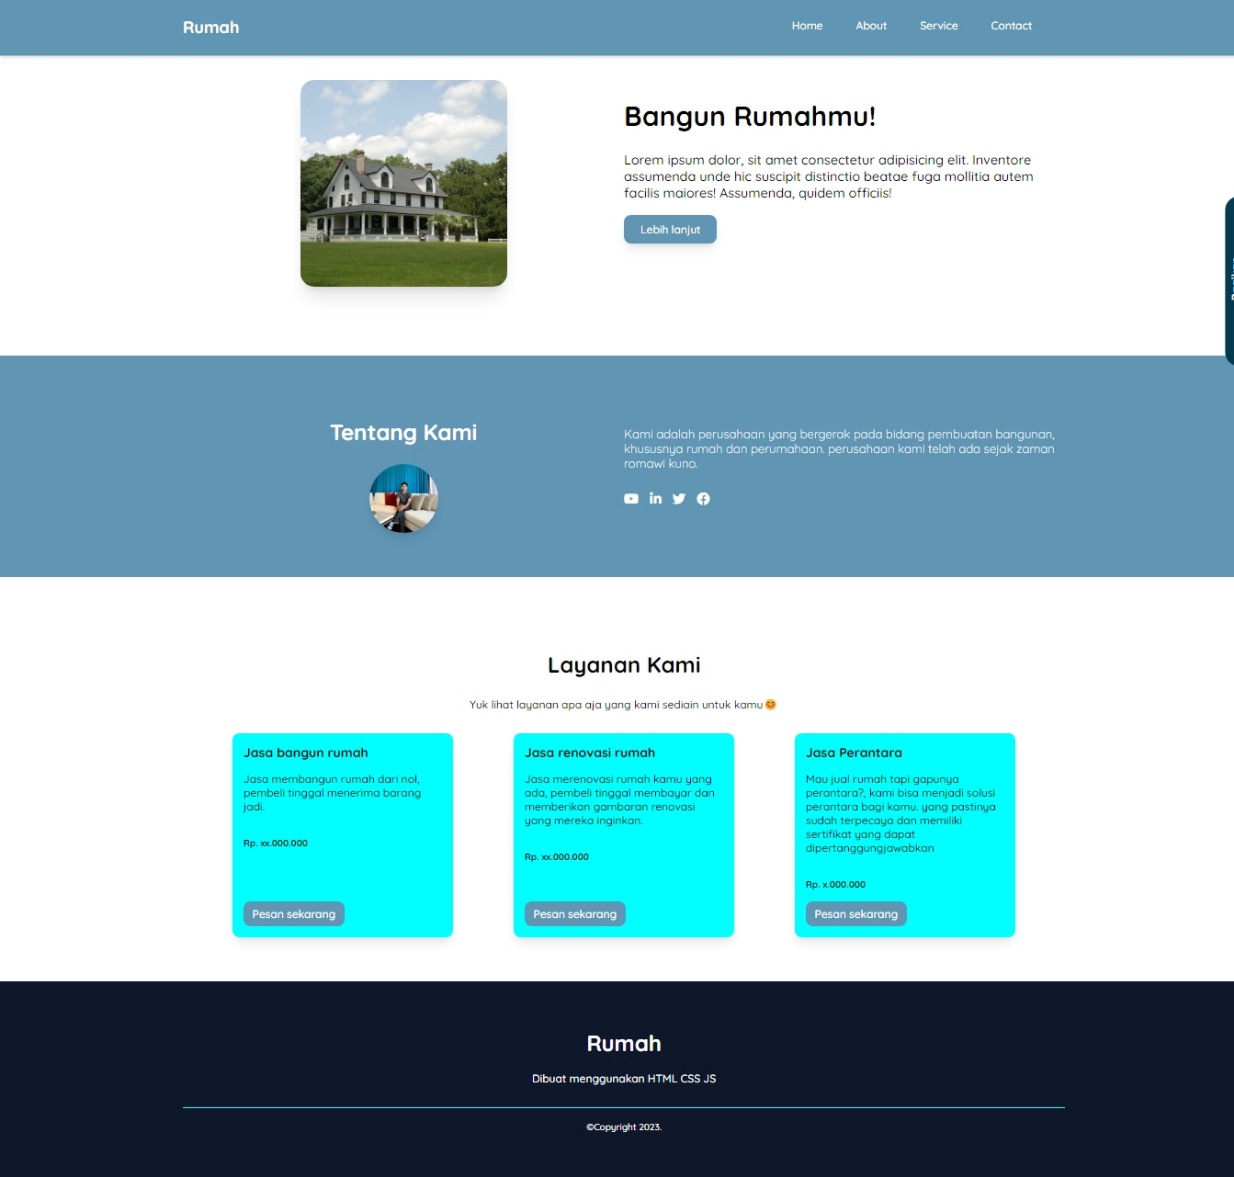 Rumah
Home About Service Contact
Bangun Rumahmu!
Lorem ipsum dolor, sit amet consectetur adipisicing elit. Inventore
assumenda unde hic suscipit distinctio beatae fuga mollitia autem
facilis maiores! Assumenda, quidem officiis!
Lebih lanjut
Tentang Kami
Kami adalah perusahaan yang bergerak pada bidang pembuatan bangunan,
khususnya rumah dan perumahaan. perusahaan kami telah ada sejak zaman
romawi kuno.
Layanan Kami
Yuk lihat layanan apa aja yang kami sediain untuk kamu😊
Jasa bangun rumah
Jasa membangun rumah dari nol,
pembeli tinggal menerima barang
jadi.
Rp. xx.000.000
Pesan sekarang
Jasa renovasi rumah
Jasa merenovasi rumah kamu yang
ada, pembeli tinggal membayar dan
memberikan gambaran renovasi
yang mereka inginkan.
Rp. xx.000.000
Pesan sekarang
Jasa Perantara
Mau jual rumah tapi gapunya
perantara?, kami bisa menjadi solusi
perantara bagi kamu. yang pastinya
sudah terpecaya dan memiliki
sertifikat yang dapat
dipertanggungjawabkan
Rp. x.000.000
Pesan sekarang
Rumah
Dibuat menggunakan HTML CSS JS
©Copyright 2023.